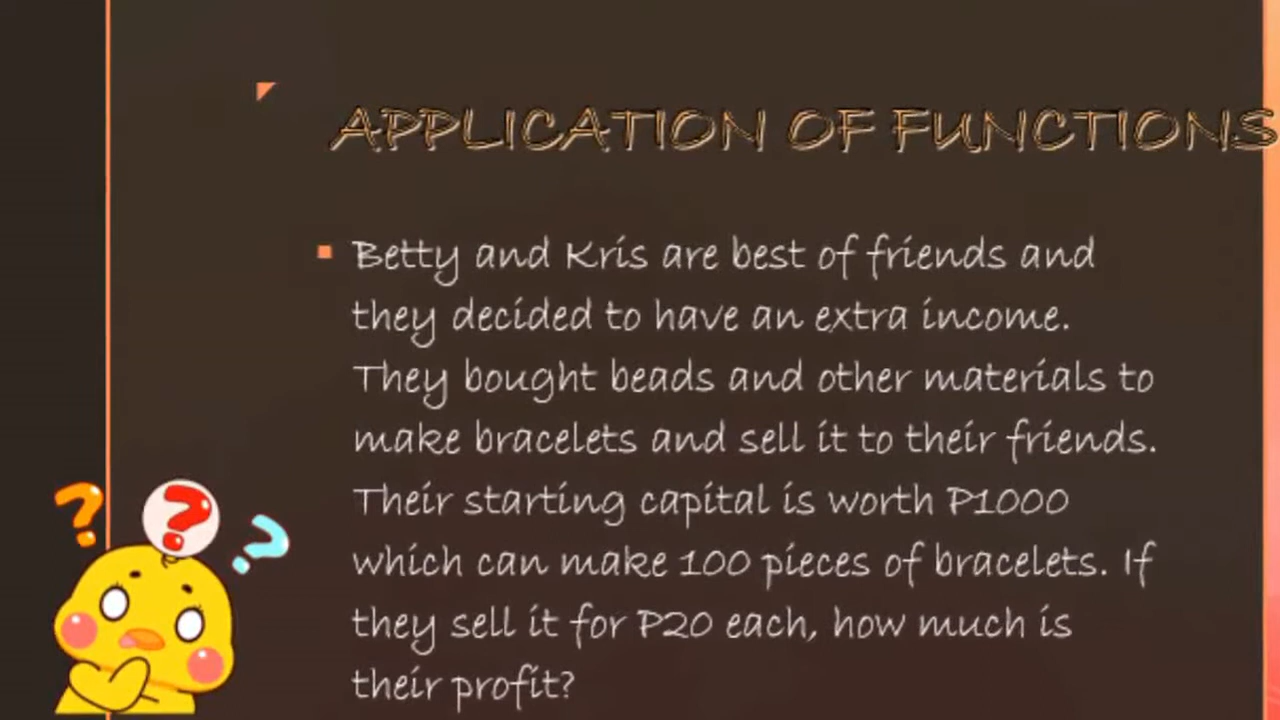 APPLICATION OF FUNCTIONS
Betty and Kris are best of friends and
they decided to have an extra income.
They bought beads and other materials to
make bracelets and sell it to their friends.
Their starting capital is worth P1000
which can make 100 pieces of bracelets. If
they sell it for P20 each, how much is
their profit?
? ? ?